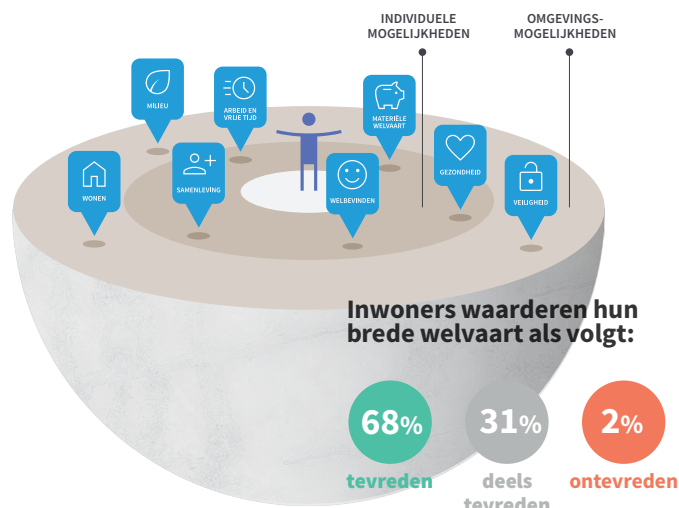 INDIVIDUELE
MOGELIJKHEDEN
OMGEVINGS-
MOGELIJKHEDEN
MILIEU
ARBEID EN
VRIJE TIJD
MATERIËLE
WELVAART
WONEN
SAMENLEVING
WELBEVINDEN
GEZONDHEID
VEILIGHEID
Inwoners waarderen hun
brede welvaart als volgt:
68%
31%
2%
tevreden
deels
tevreden
ontevreden